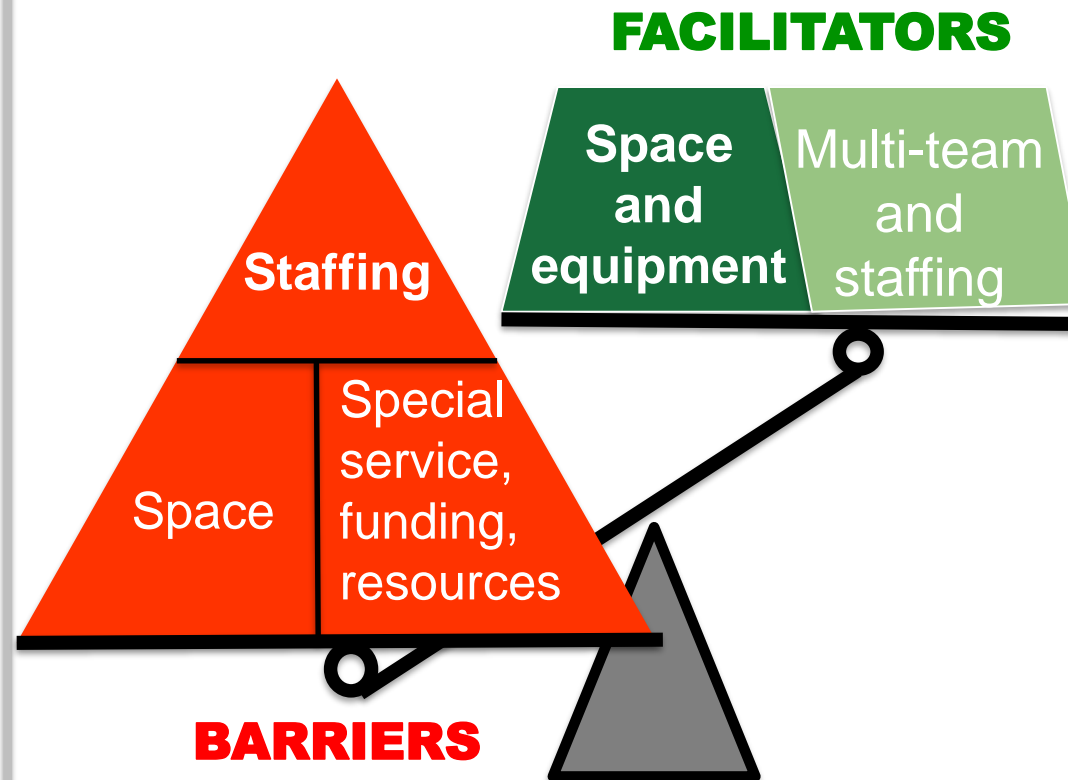 FACILITATORS
Space
and
equipment
Multi-team
and
staffing
Staffing
Space
Special
service,
funding,
resources
BARRIERS